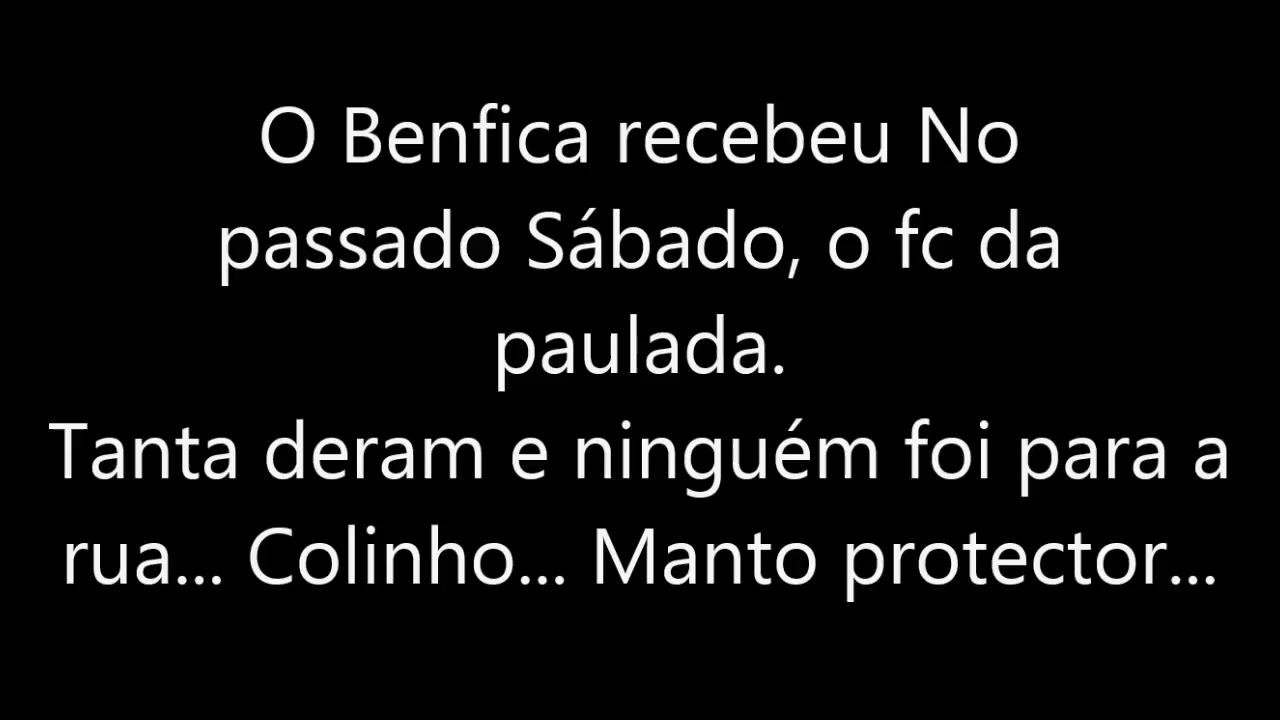 O Benfica recebeu No
passado Sábado, o fc da
paulada.
Tanta deram e ninguém foi para a
rua... Colinho... Manto protector...